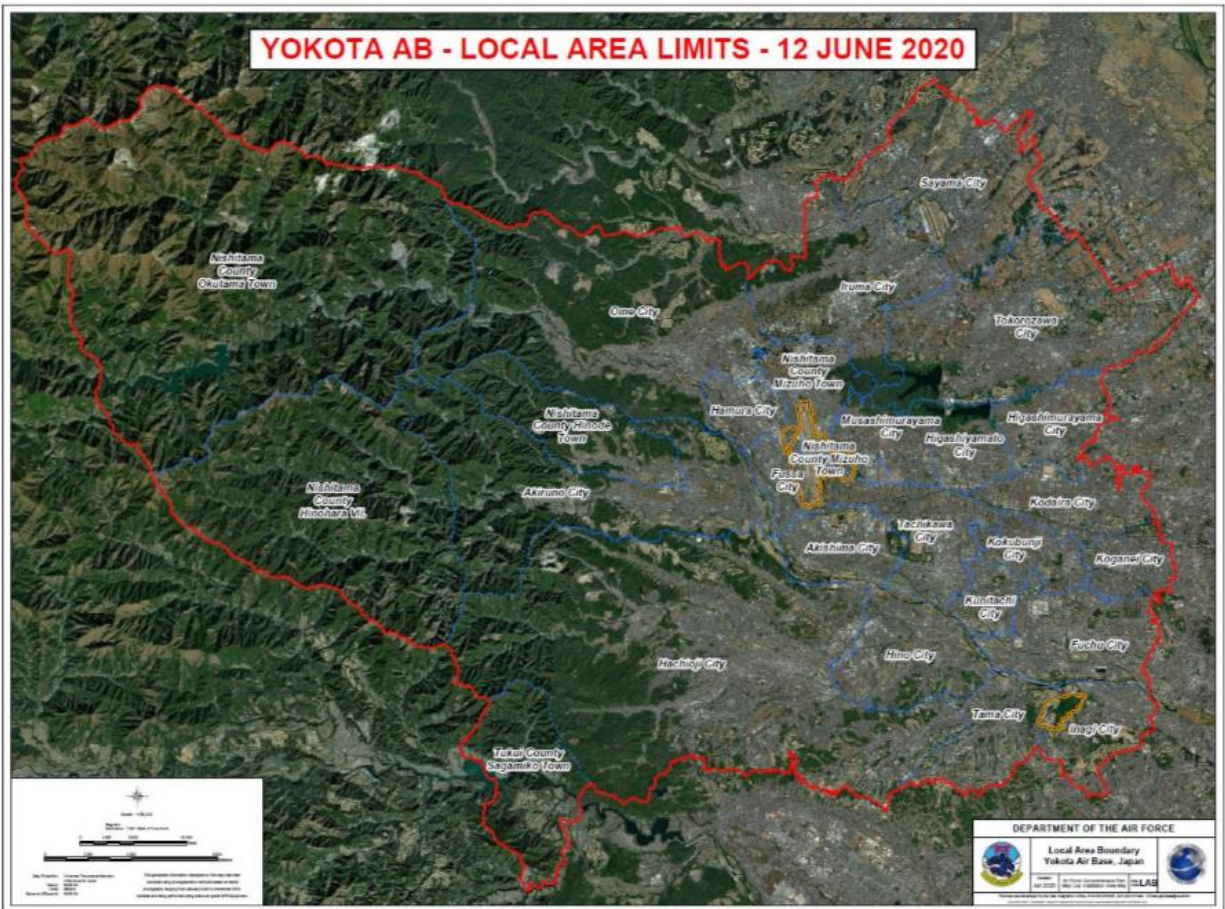 YOKOTA AB - LOCAL AREA LIMITS - 12 JUNE 2020
Sayama City
Nishitama
County
Okutama Town
Iruma City
Ome City
Tokorozawa
City
Nishitama
County
Mizuho Town
Hamura City
Nishitama
County Hinode
Town
Musashimurayama
City
Higashimurayama
City
Higashiyamato
City
Nishitama
County Mizuho
Town
Fussa
City
Nishitama
County
Hinohara Vil.
Akiruno City
Kodaira City
Tachikawa
City
Akishima City
Kokubunji
City
Koganei City
Kunitachi
City
Fuchu City
Hino City
Hachioji City
Tama City
Inagi City
Tukui County
Sagamiko Town
DEPARTMENT OF THE AIR FORCE
Local Area Boundary
Yokota Air Base, Japan
LAB